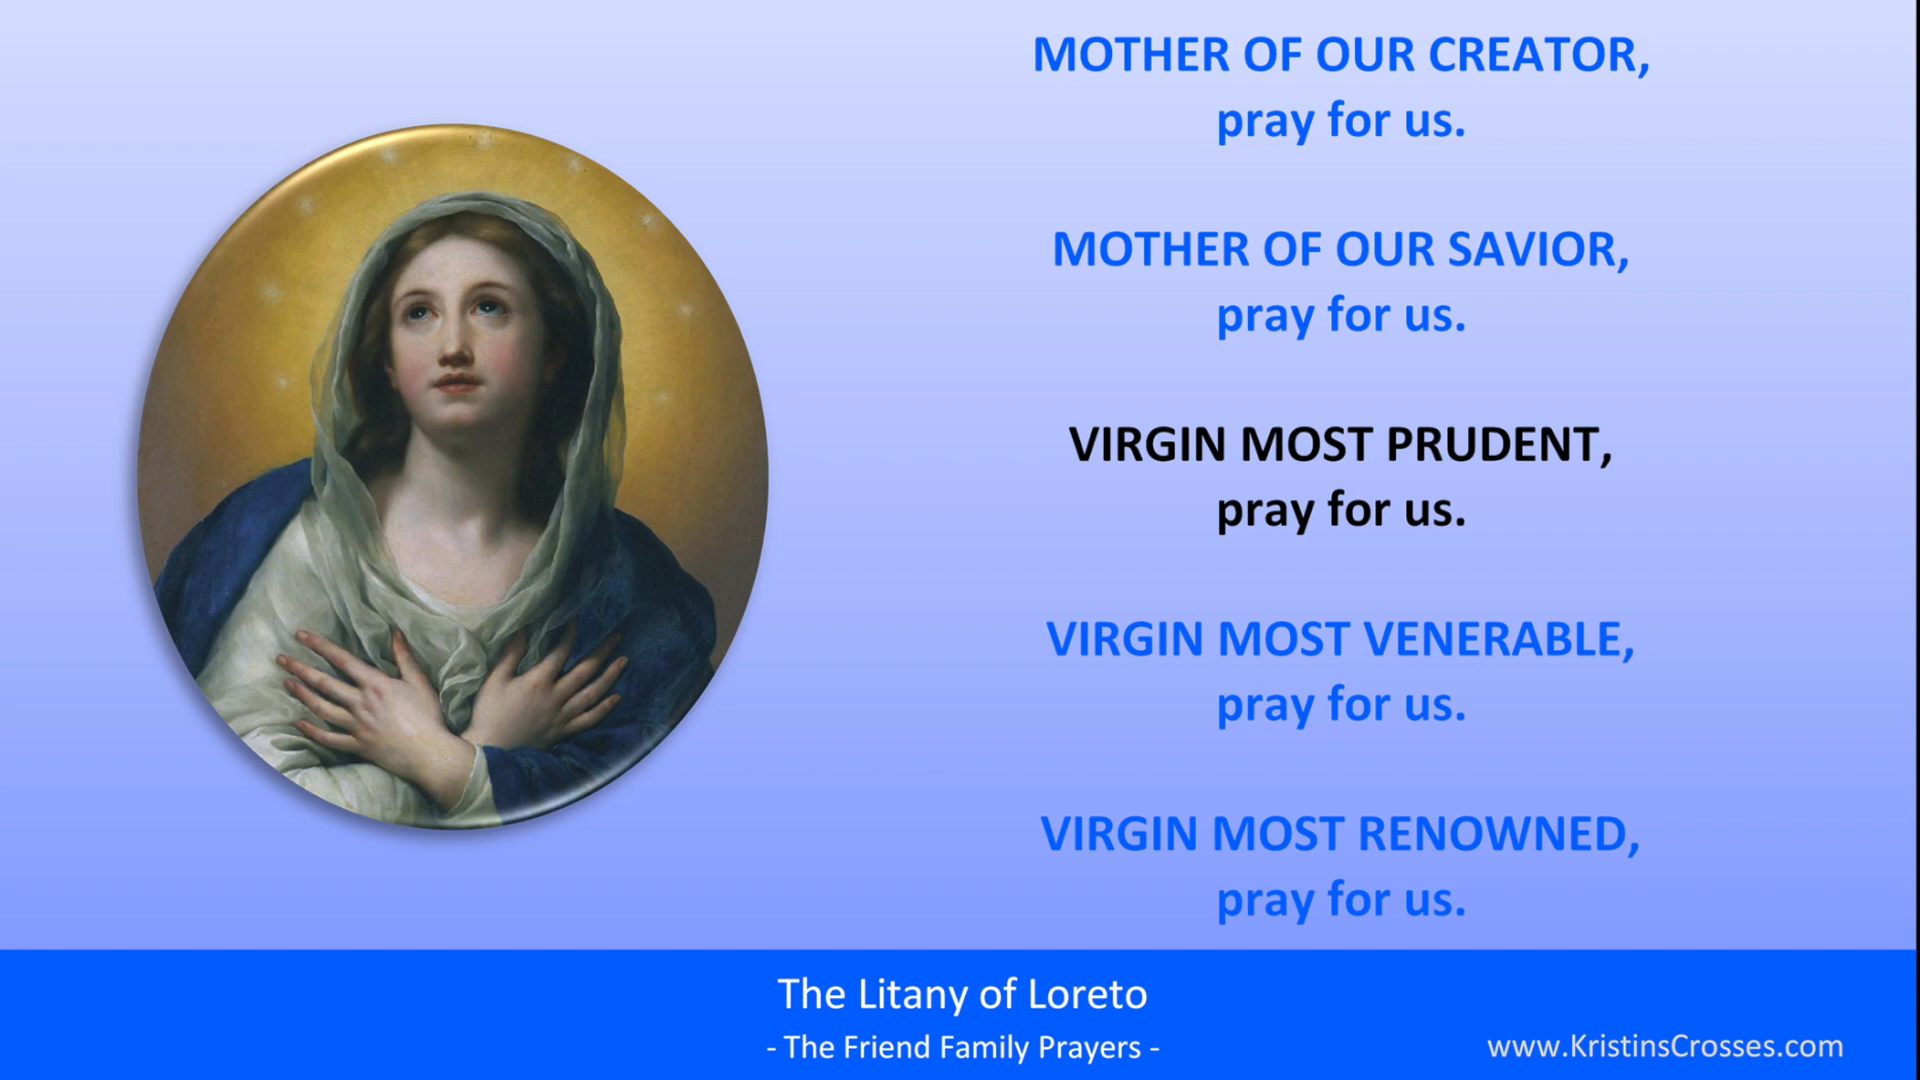 MOTHER OF OUR CREATOR,
pray for us.
MOTHER OF OUR SAVIOR,
pray for us.
VIRGIN MOST PRUDENT,
pray for us.
VIRGIN MOST VENERABLE,
pray for us.
VIRGIN MOST RENOWNED,
pray for us.
The Litany of Loreto
- The Friend Family Prayers -
www.KristinsCrosses.com